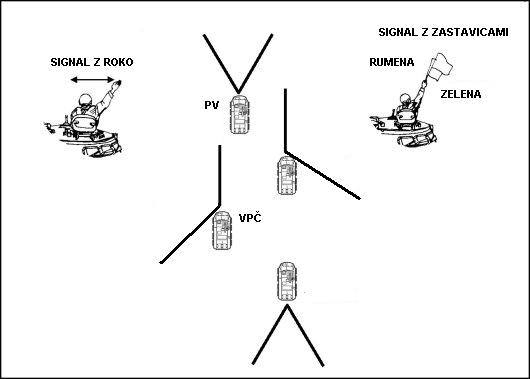 SIGNAL Z ROKO
SIGNAL Z ZASTAVICAMI
RUMENA
ZELENA
PV
VPČ